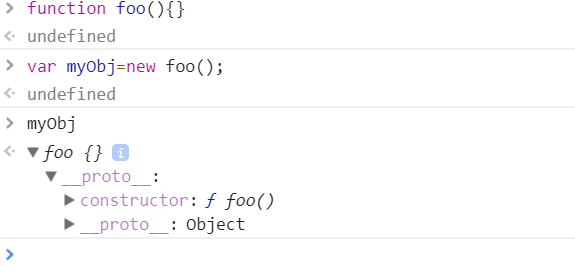 > function foo(){}
< undefined
> var myObj=new foo();
< undefined
> myObj
< ▼foo {} i
▼__proto__:
▶constructor: ƒ foo()
▶__proto__: Object
>